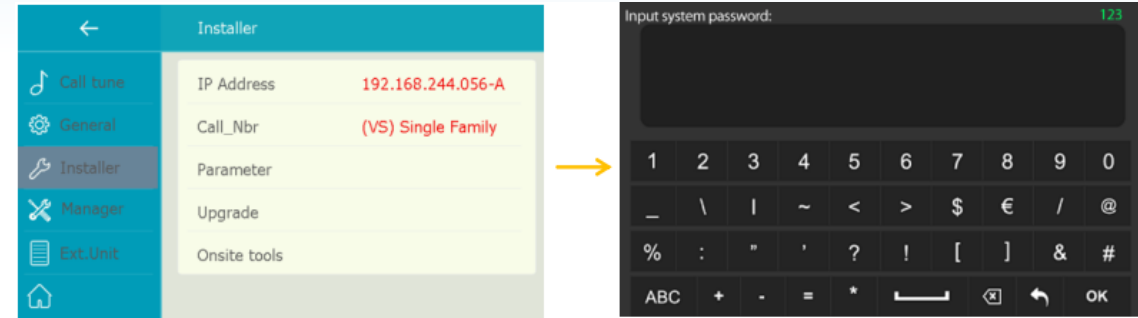 Installer
Call tune
General
Installer
Manager
Ext.Unit
IP Address 192.168.244.056-A
Call_Nbr (VS) Single Family
Parameter
Upgrade
Onsite tools
Input system password: 123
1 2 3 4 5 6 7 8 9 0
_ \ | ~ < > $ € / @
% : " ' ? ! [ ] & #
ABC + - = * OK